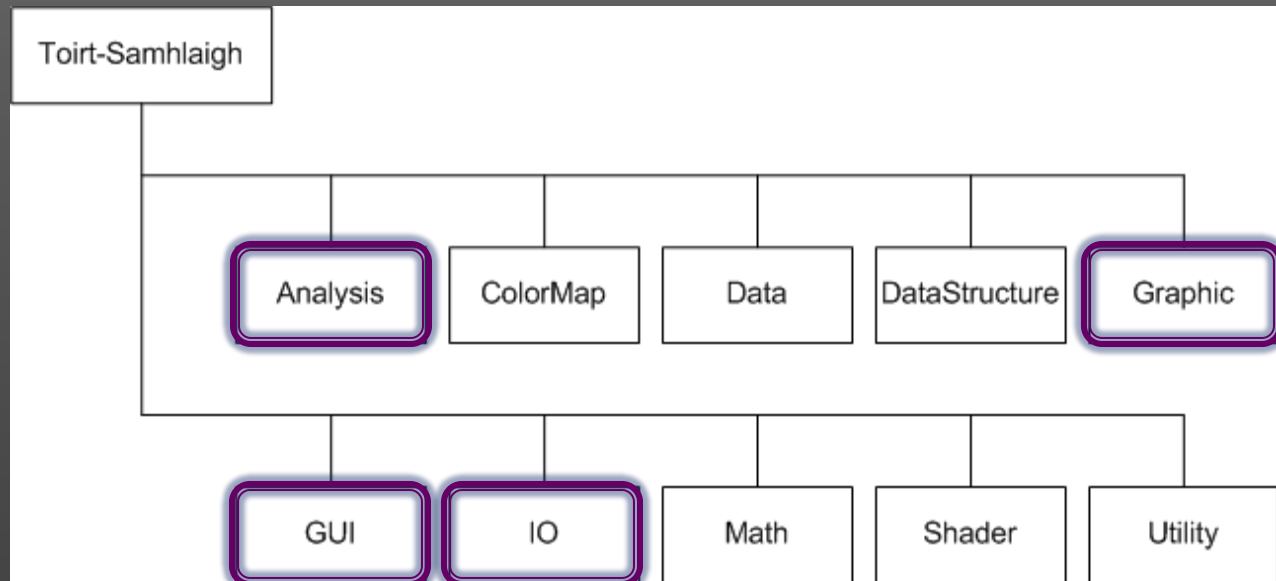 Toirt-Samhlaigh
Analysis
ColorMap
Data
DataStructure
Graphic
GUI
IO
Math
Shader
Utility